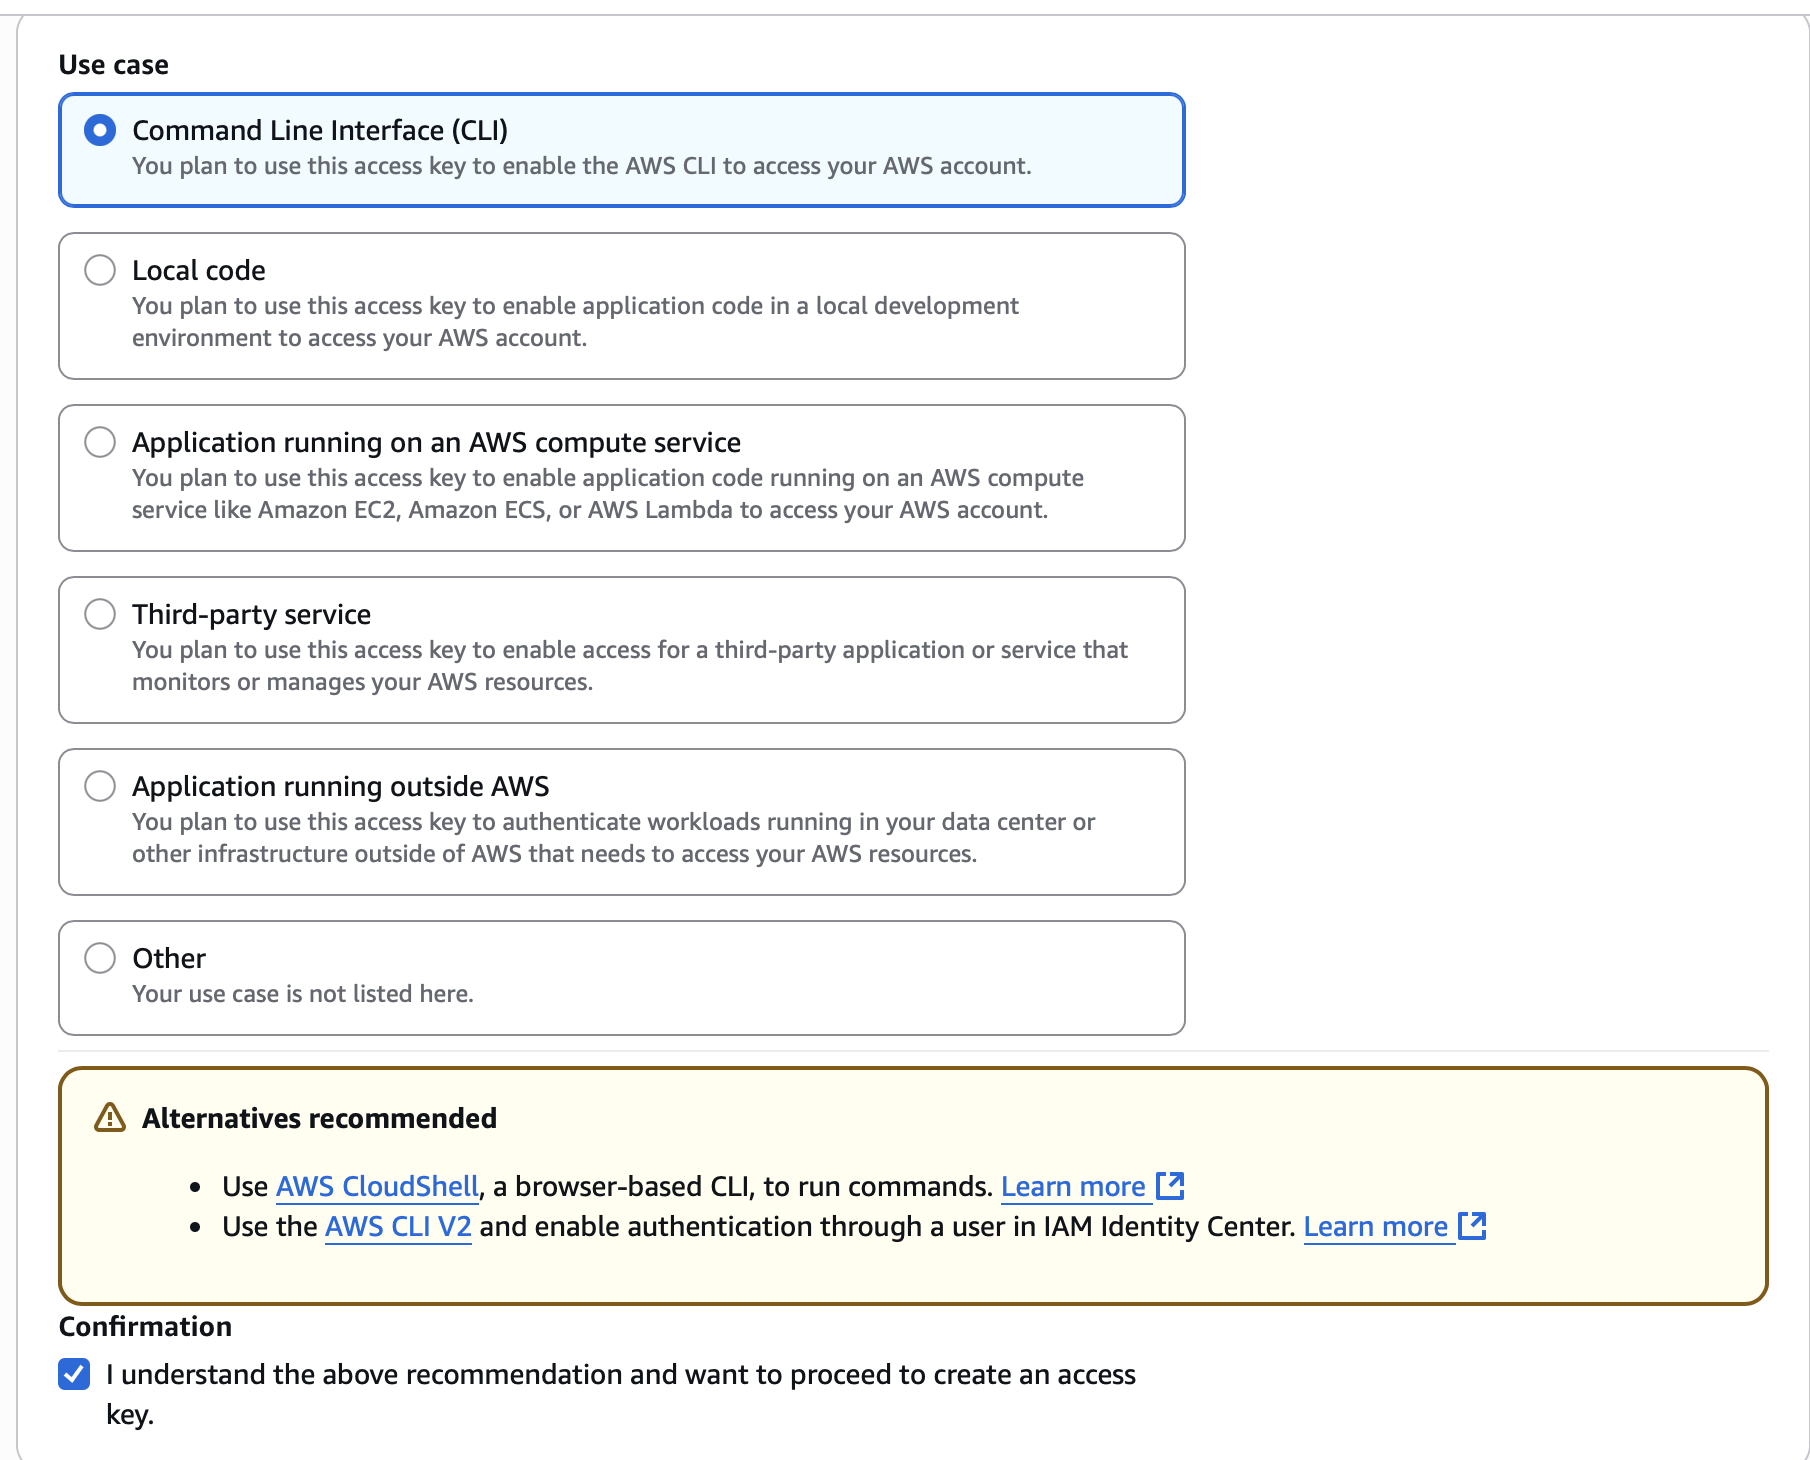 Use case
Command Line Interface (CLI)
You plan to use this access key to enable the AWS CLI to access your AWS account.
Local code
You plan to use this access key to enable application code in a local development
environment to access your AWS account.
Application running on an AWS compute service
You plan to use this access key to enable application code running on an AWS compute
service like Amazon EC2, Amazon ECS, or AWS Lambda to access your AWS account.
Third-party service
You plan to use this access key to enable access for a third-party application or service that
monitors or manages your AWS resources.
Application running outside AWS
You plan to use this access key to authenticate workloads running in your data center or
other infrastructure outside of AWS that needs to access your AWS resources.
Other
Your use case is not listed here.
Alternatives recommended
• Use AWS CloudShell, a browser-based CLI, to run commands. Learn more
• Use the AWS CLI V2 and enable authentication through a user in IAM Identity Center. Learn more
Confirmation
I understand the above recommendation and want to proceed to create an access
key.